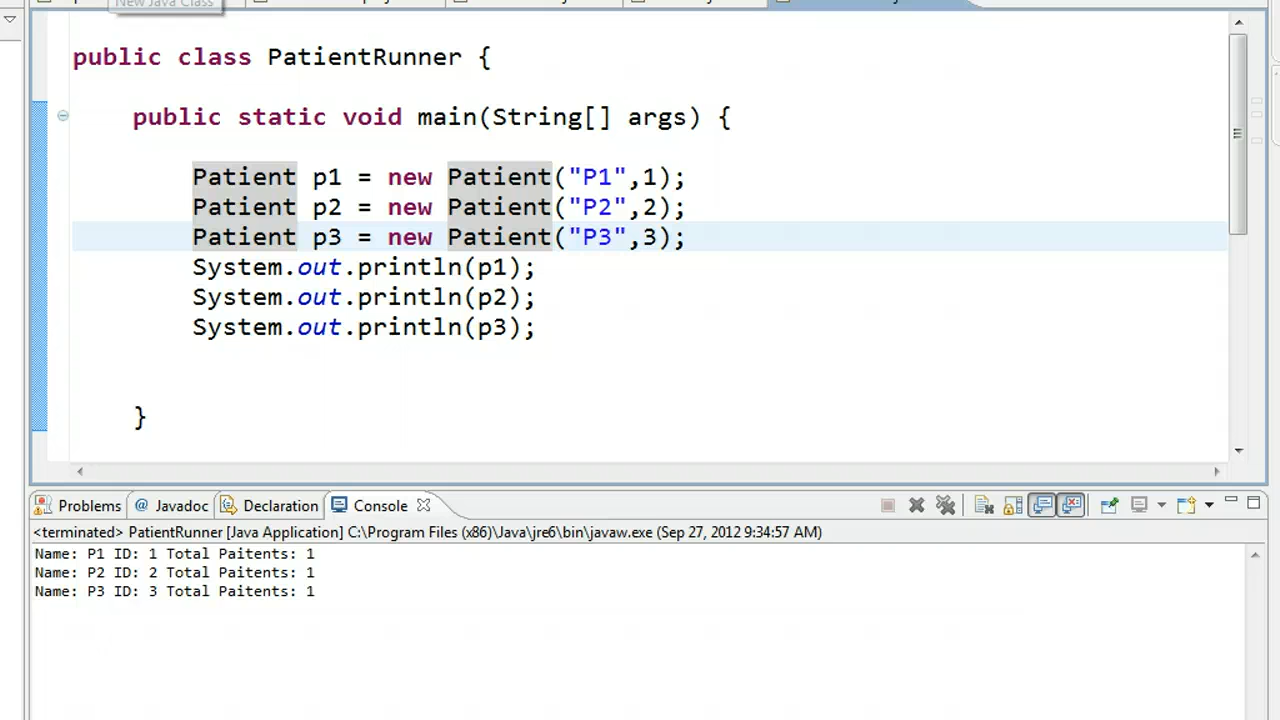 New Java Class
public class PatientRunner {
public static void main(String[] args) {
Patient p1 = new Patient("P1",1);
Patient p2 = new Patient("P2",2);
Patient p3 = new Patient("P3",3);
System.out.println(p1);
System.out.println(p2);
System.out.println(p3);
}
Problems @ Javadoc Declaration Console
<terminated> PatientRunner [Java Application] C:\Program Files (x86)\Java\jre6\bin\javaw.exe (Sep 27, 2012 9:34:57 AM)
Name: P1 ID: 1 Total Paitents: 1
Name: P2 ID: 2 Total Paitents: 1
Name: P3 ID: 3 Total Paitents: 1